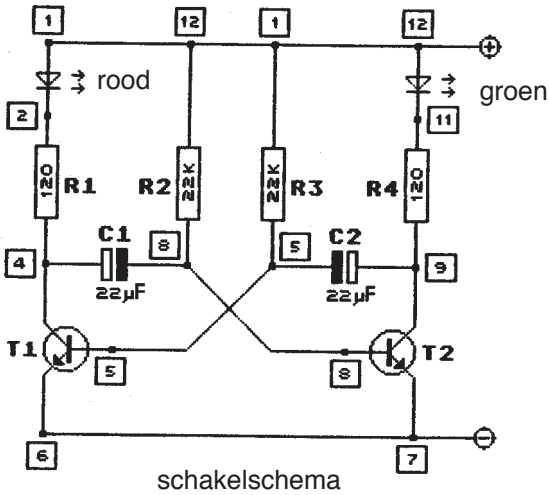 1 12 1 12
+
rood
groen
2 11
120 22K 22K 120
R1 R2 R3 R4
C1 8 5 C2
4 9
22µF 22µF
T1 T2
5 8
-
6 7
schakelschema